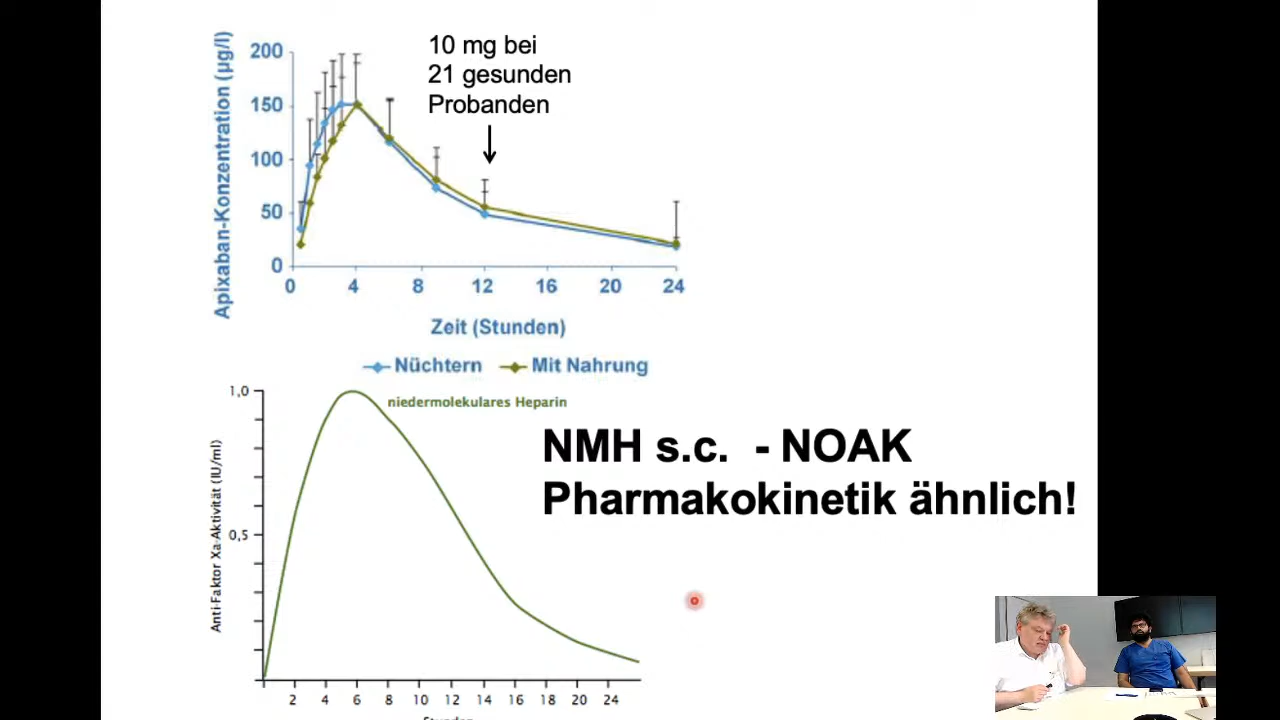 Apixaban-Konzentration (µg/l)
200
150
100
50
0
0 4 8 12 16 20 24
Zeit (Stunden)
Nüchtern Mit Nahrung
10 mg bei
21 gesunden
Probanden
niedermolekulares Heparin
Anti-Faktor Xa-Aktivität (IU/ml)
1,0
0,5
2 4 6 8 10 12 14 16 18 20 24
Stunden
NMH s.c. - NOAK
Pharmakokinetik ähnlich!